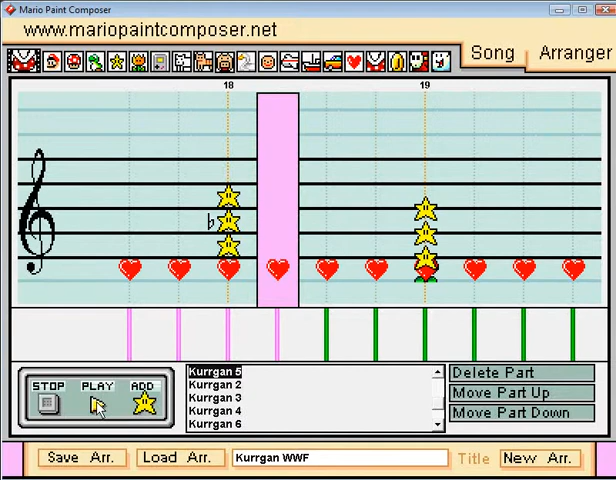 Mario Paint Composer
www.mariopaintcomposer.net
Song
Arranger
18
19
STOP PLAY ADD
Kurrgan 5
Kurrgan 2
Kurrgan 3
Kurrgan 4
Kurrgan 6
Delete Part
Move Part Up
Move Part Down
Save Arr.
Load Arr.
Kurrgan WWF
Title
New Arr.